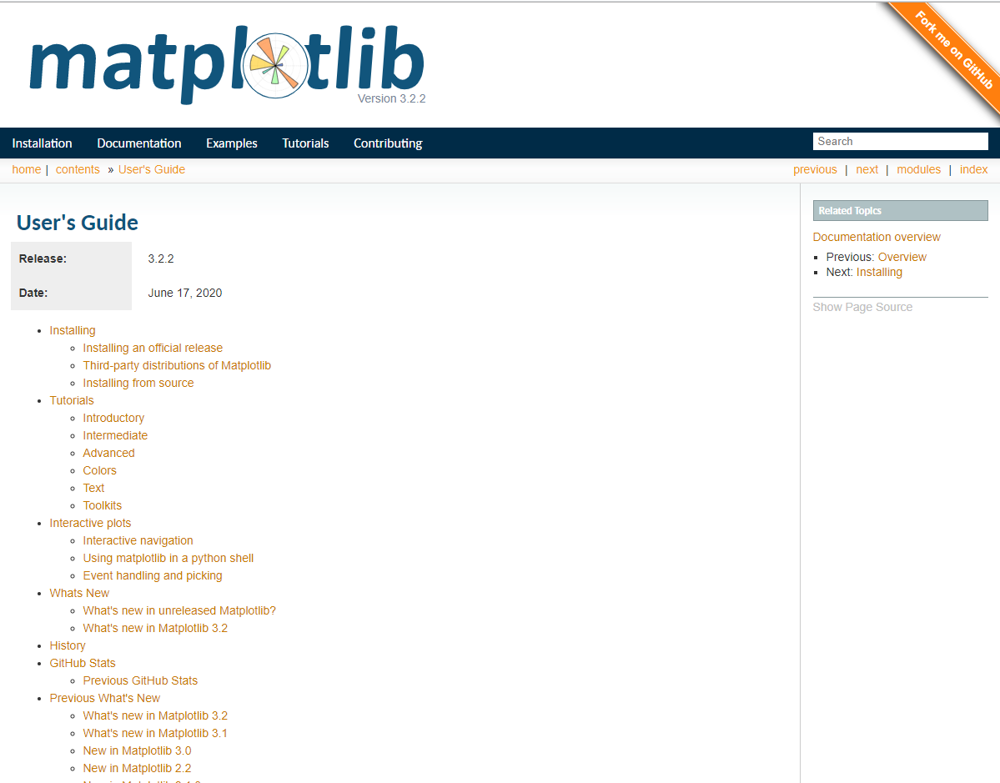 matplotlib
Version 3.2.2
Fork me on GitHub
Installation Documentation Examples Tutorials Contributing Search
home | contents » User's Guide previous | next | modules | index
User's Guide
Release: 3.2.2
Date: June 17, 2020
Installing
Installing an official release
Third-party distributions of Matplotlib
Installing from source
Tutorials
Introductory
Intermediate
Advanced
Colors
Text
Toolkits
Interactive plots
Interactive navigation
Using matplotlib in a python shell
Event handling and picking
Whats New
What's new in unreleased Matplotlib?
What's new in Matplotlib 3.2
History
GitHub Stats
Previous GitHub Stats
Previous What's New
What's new in Matplotlib 3.2
What's new in Matplotlib 3.1
New in Matplotlib 3.0
New in Matplotlib 2.2
Related Topics
Documentation overview
Previous: Overview
Next: Installing
Show Page Source